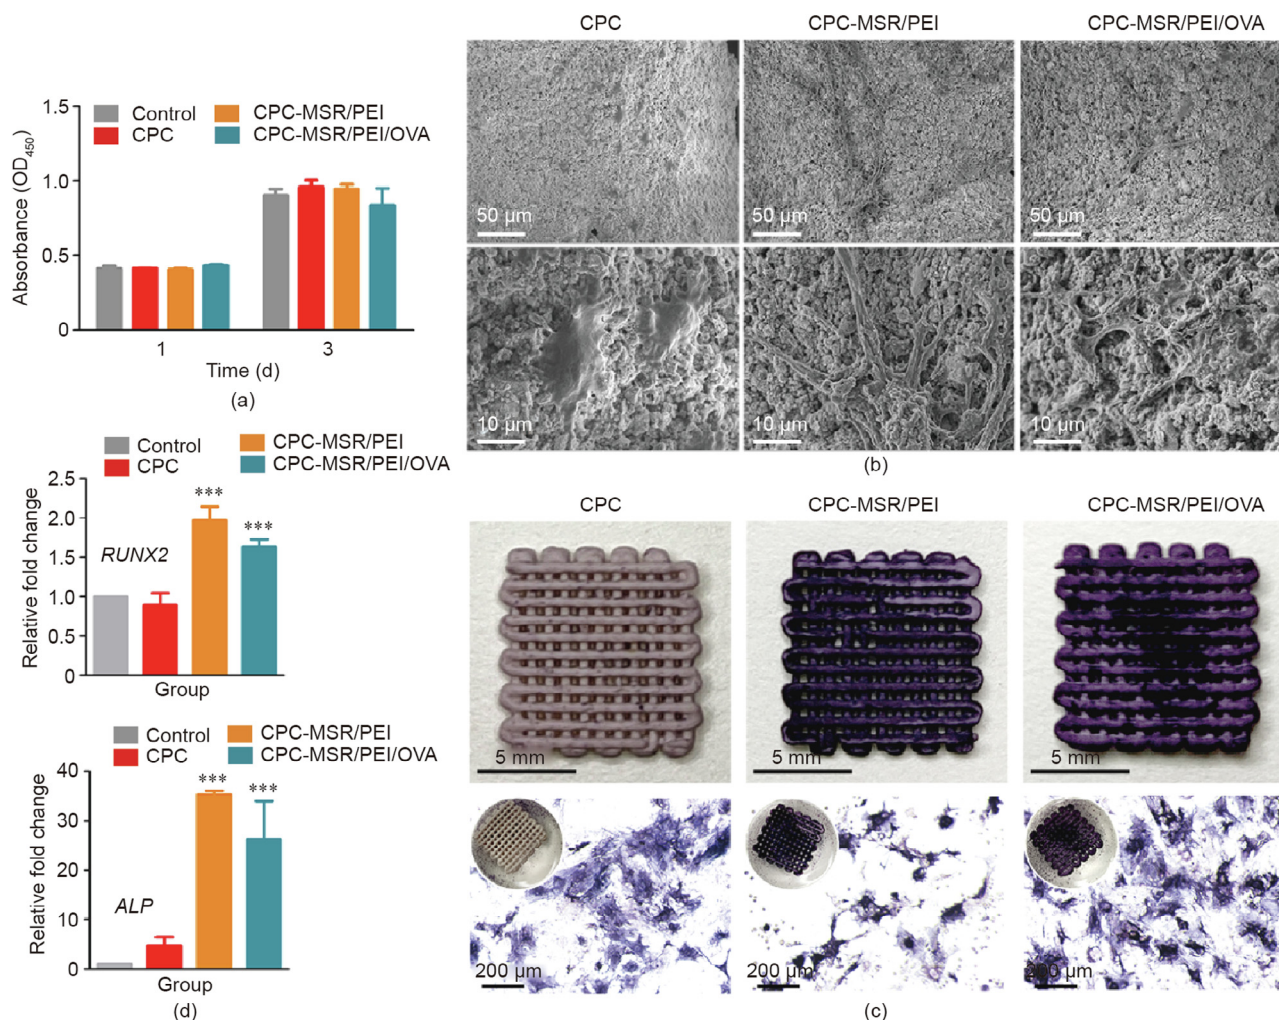 1.5
Control
CPC-MSR/PEI
CPC
CPC-MSR/PEI/OVA
Absorbance (OD450)
1.0
0.5
0
1
3
Time (d)
(a)
CPC
CPC-MSR/PEI
CPC-MSR/PEI/OVA
50 µm
50 µm
50 µm
10 µm
10 µm
10 µm
(b)
Control
CPC-MSR/PEI
CPC
CPC-MSR/PEI/OVA
Relative fold change
2.5
2.0
1.5
1.0
0.5
0
***
***
RUNX2
Group
Control
CPC-MSR/PEI
CPC
CPC-MSR/PEI/OVA
Relative fold change
40
30
20
10
0
***
***
ALP
Group
(d)
CPC
CPC-MSR/PEI
CPC-MSR/PEI/OVA
5 mm
5 mm
5 mm
200 µm
200 µm
200 µm
(c)